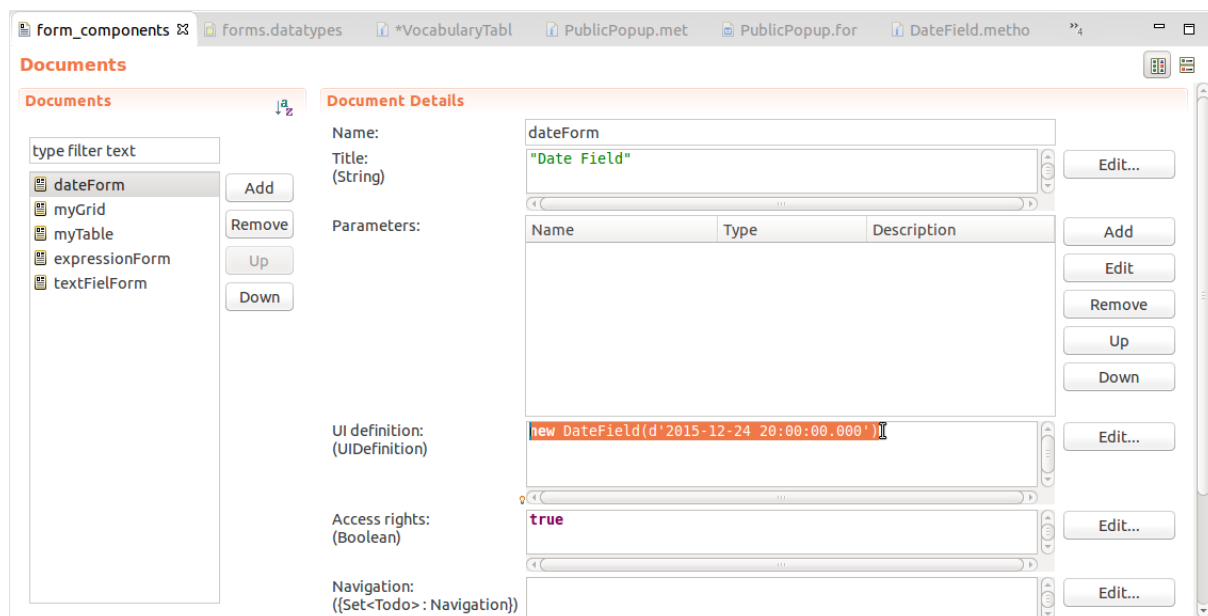 form_components forms.datatypes *VocabularyTabl PublicPopup.met PublicPopup.for DateField.metho »4
Documents
Documents
type filter text
dateForm
myGrid
myTable
expressionForm
textFielForm
Add
Remove
Up
Down
Document Details
Name: dateForm
Title: "Date Field" Edit...
(String)
Parameters: Name Type Description
Add
Edit
Remove
Up
Down
UI definition: new DateField(d'2015-12-24 20:00:00.000') Edit...
(UIDefinition)
Access rights: true Edit...
(Boolean)
Navigation: Edit...
({Set<Todo> : Navigation})